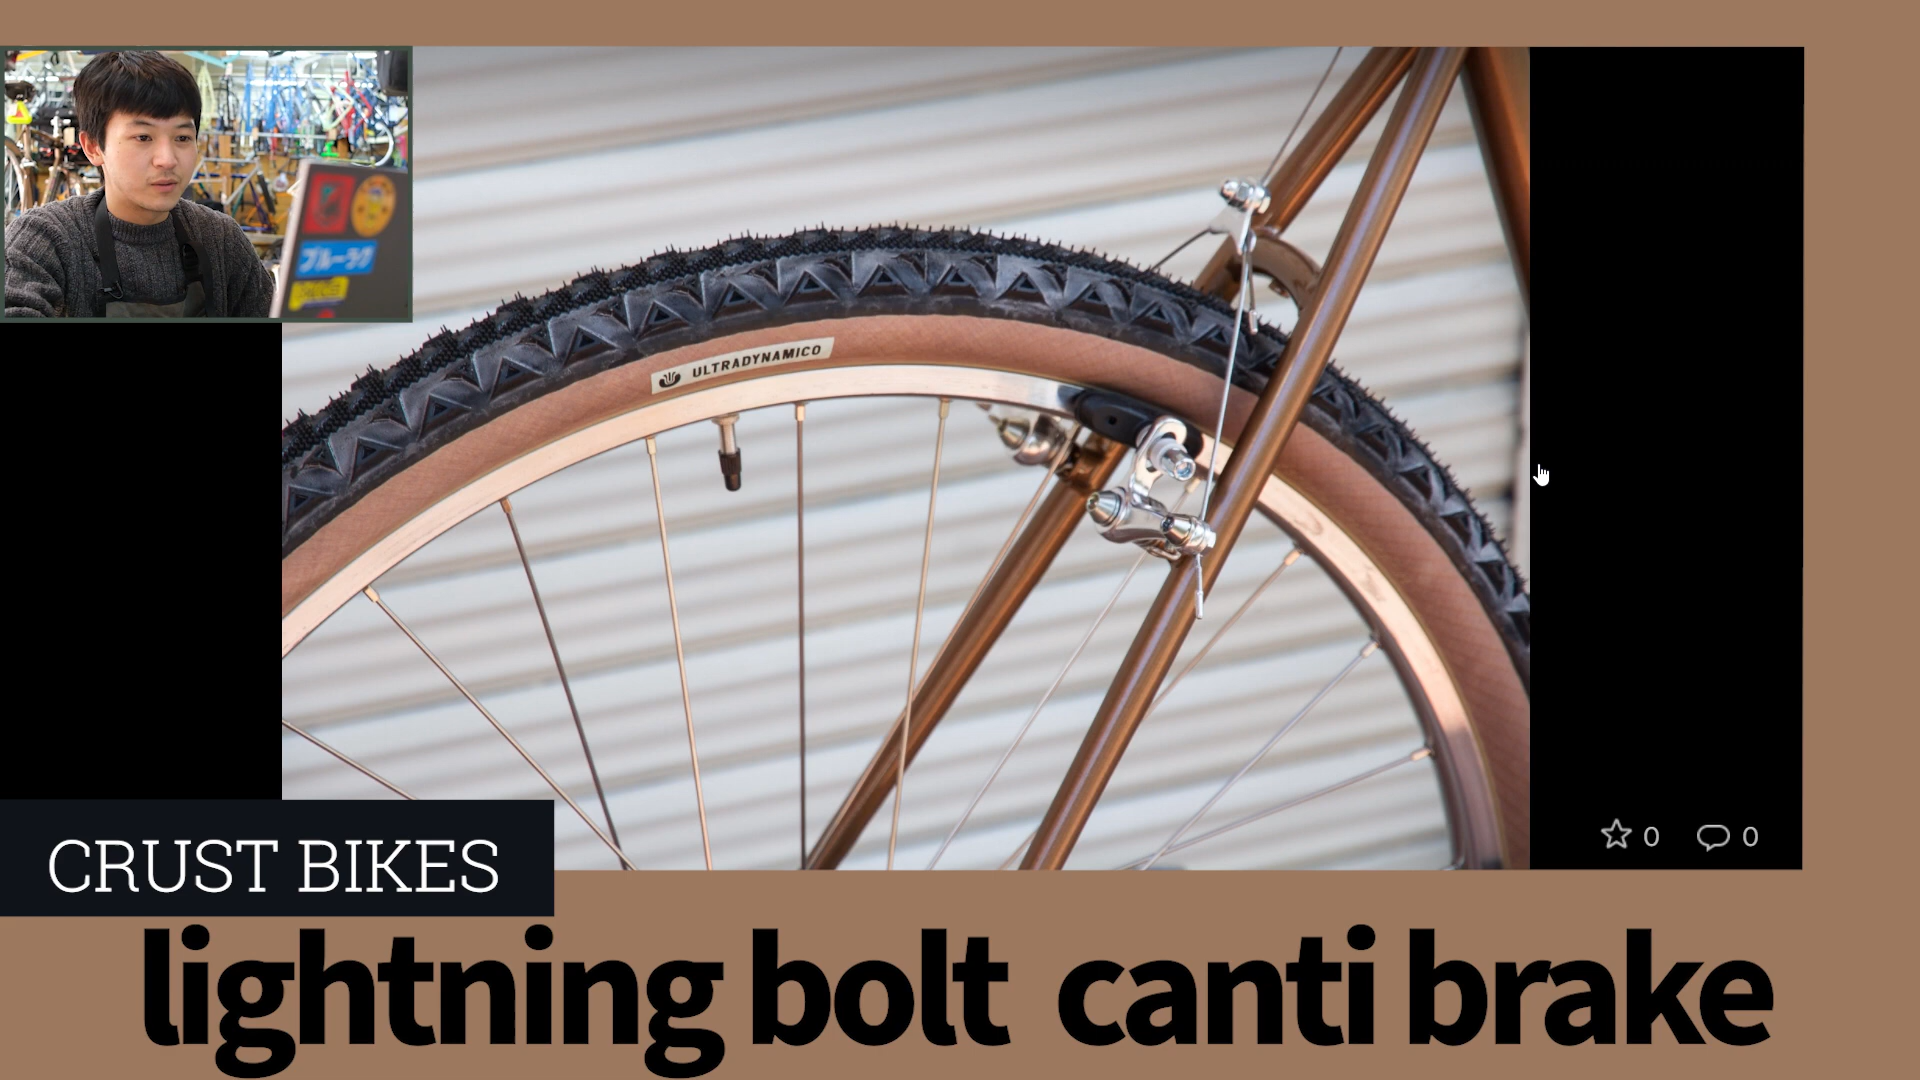 ブルーラグ
ULTRADYNAMICO
0 0
CRUST BIKES
lightning bolt canti brake